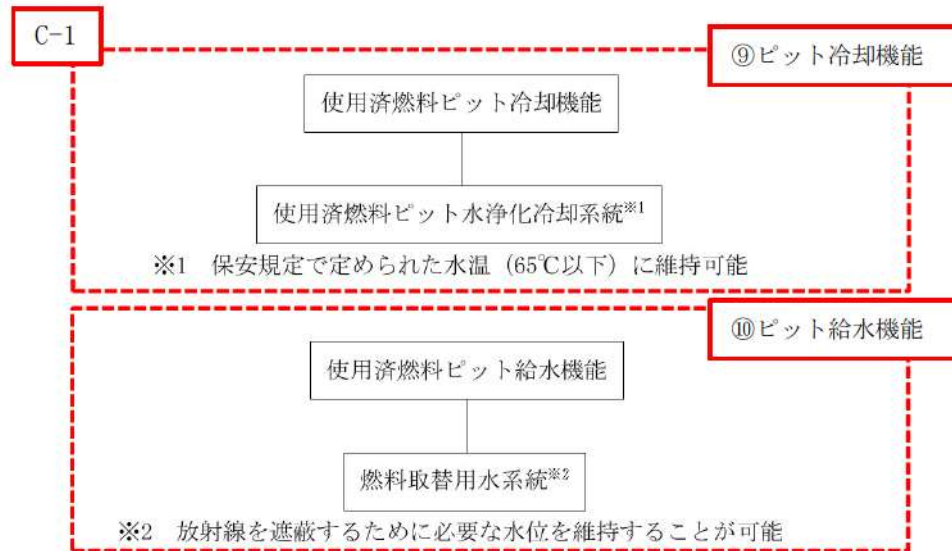 C-1
⑨ピット冷却機能
使用済燃料ピット冷却機能
使用済燃料ピット水浄化冷却系統※1
※1 保安規定で定められた水温（65℃以下）に維持可能
⑩ピット給水機能
使用済燃料ピット給水機能
燃料取替用水系統※2
※2 放射線を遮蔽するために必要な水位を維持することが可能